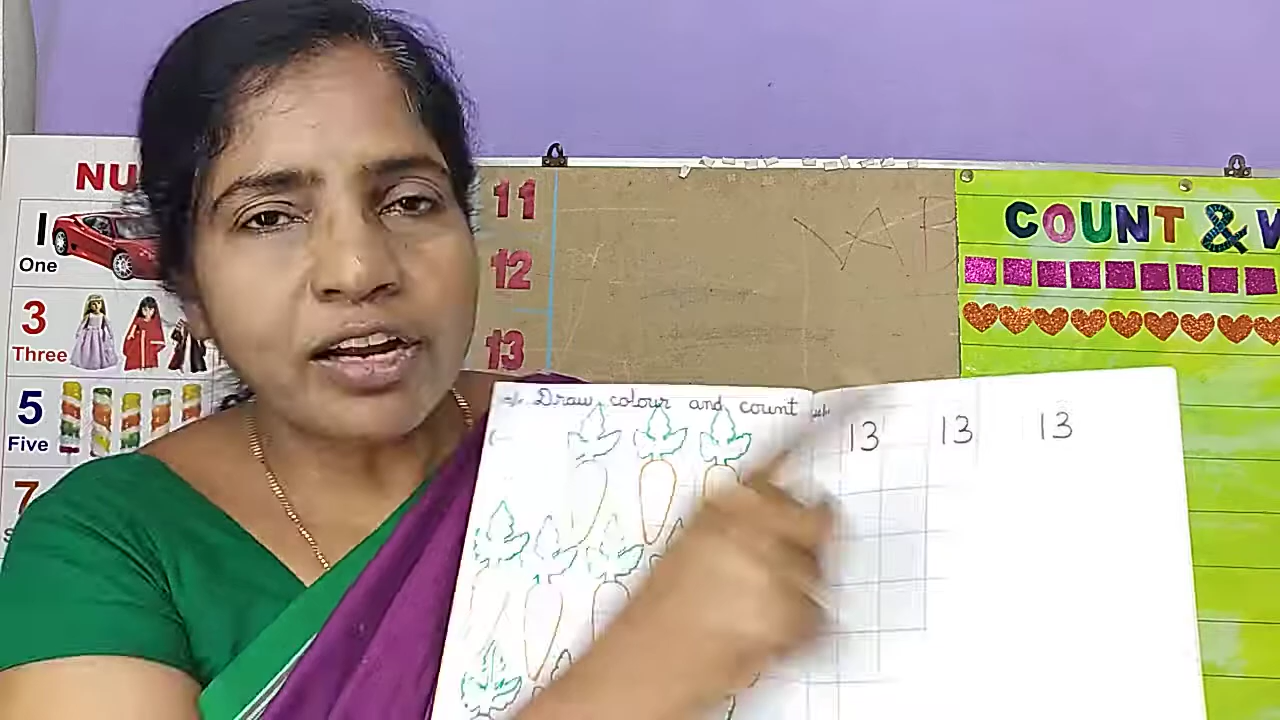 NU
1
One
3
Three
5
Five
7
11
12
13
COUNT &
Draw colour and count
13 13 13